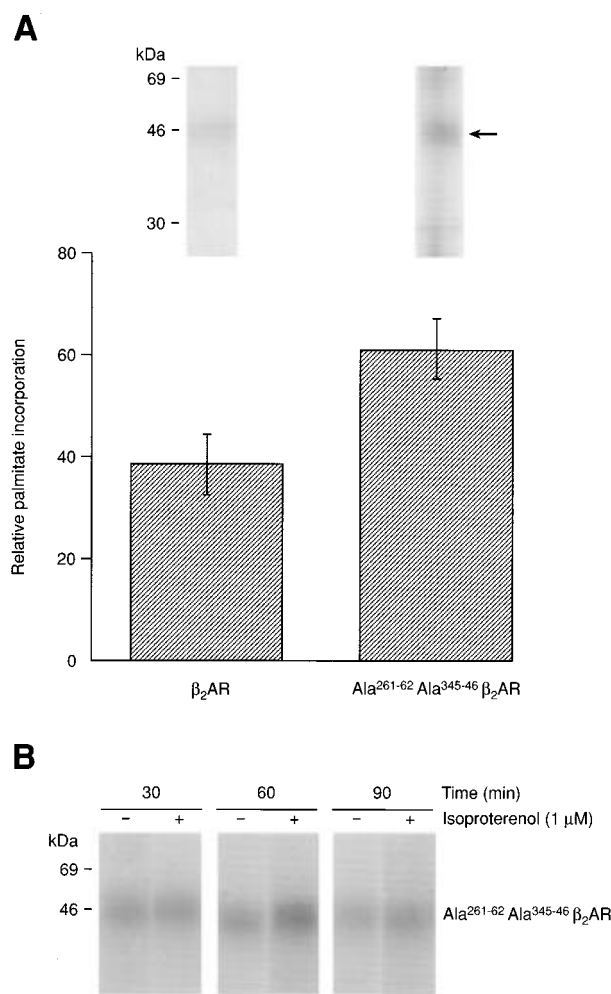 A
kDa
69
46
30
80
60
40
20
0
Relative palmitate incorporation
β₂AR
Ala²⁶¹⁻⁶² Ala³⁴⁵⁻⁴⁶ β₂AR
B
30 60 90 Time (min)
− + − + − + Isoproterenol (1 μM)
kDa
69
46
Ala²⁶¹⁻⁶² Ala³⁴⁵⁻⁴⁶ β₂AR